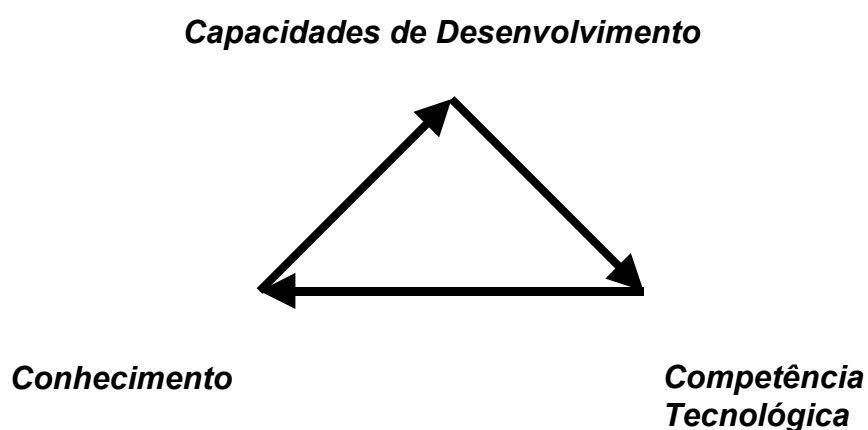 Capacidades de Desenvolvimento
Conhecimento
Competência
Tecnológica